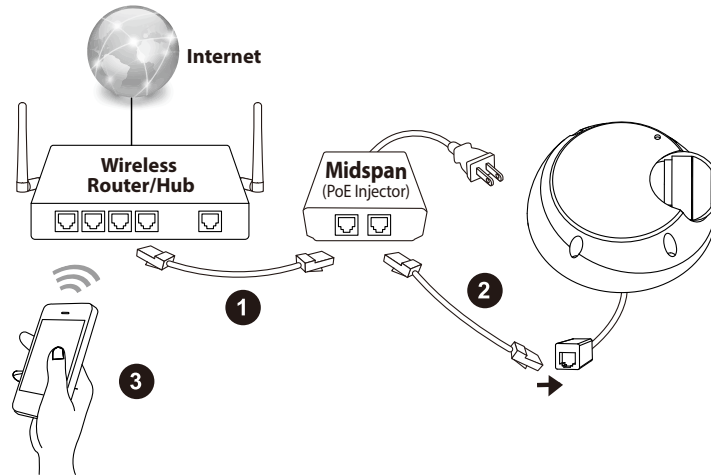 Internet
Wireless
Router/Hub
Midspan
(PoE Injector)
1
2
3